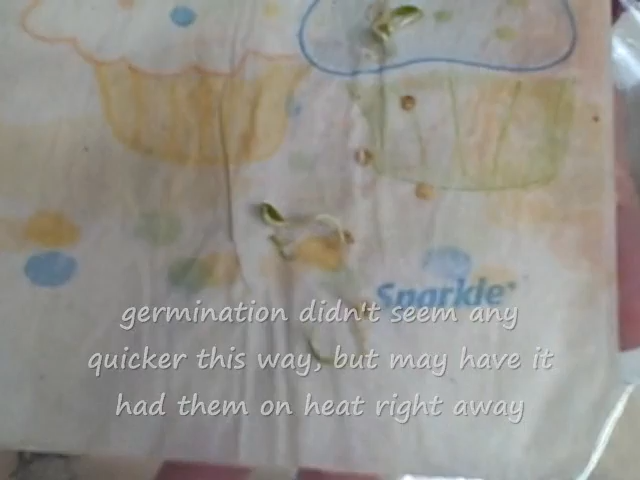 Sparkle
germination didn't seem any
quicker this way, but may have it
had them on heat right away